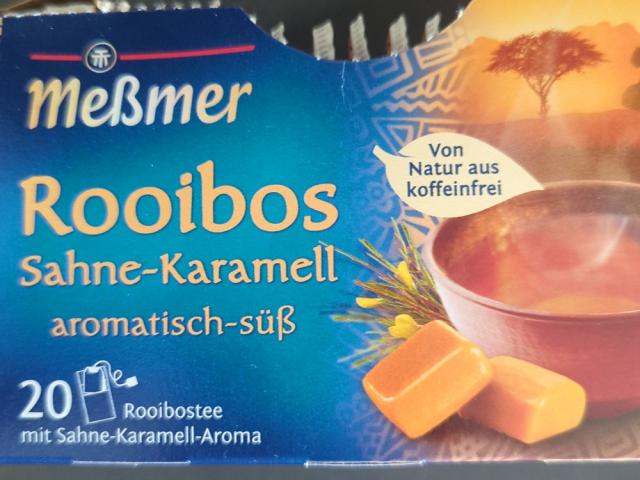 Meßmer
Rooibos
Sahne-Karamell
aromatisch-süß
Von
Natur aus
koffeinfrei
20 Rooibostee
mit Sahne-Karamell-Aroma